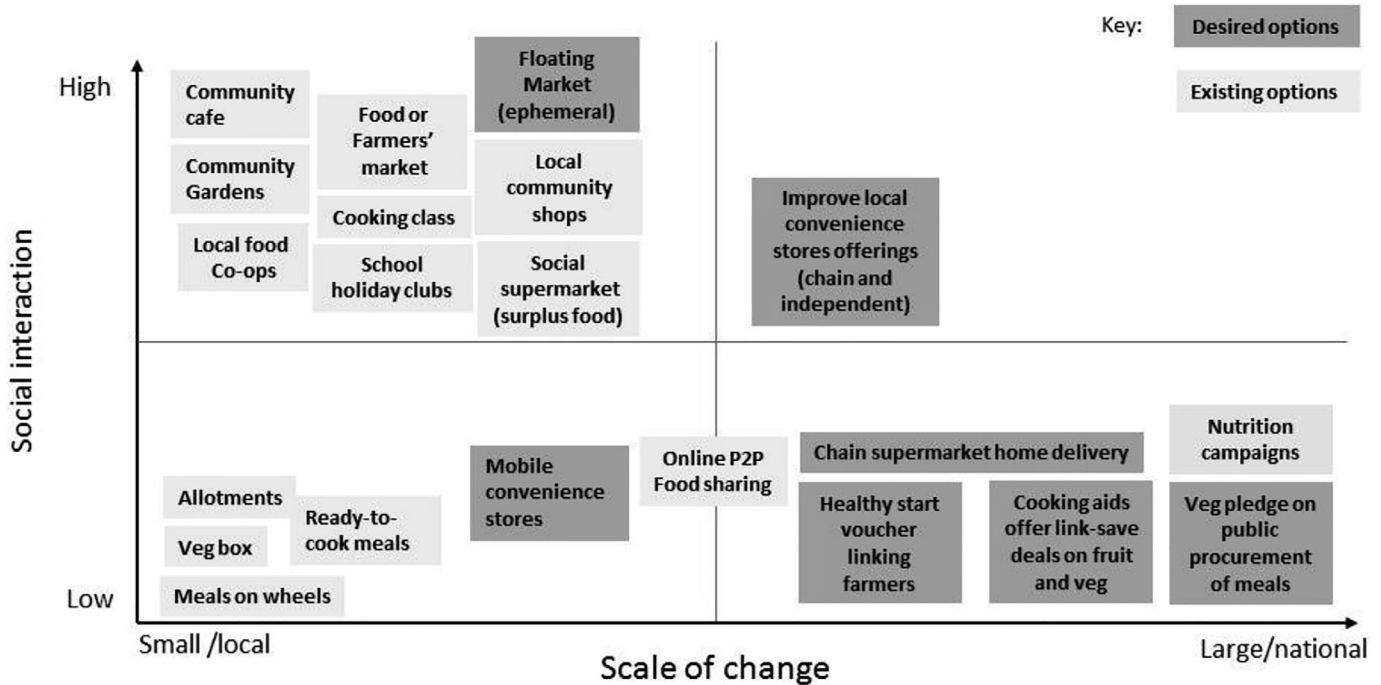 Key:
Desired options
Existing options
High
Social interaction
Low
Community
cafe
Community
Gardens
Local food
Co-ops
Food or
Farmers'
market
Cooking class
School
holiday clubs
Floating
Market
(ephemeral)
Local
community
shops
Social
supermarket
(surplus food)
Improve local
convenience
stores offerings
(chain and
independent)
Allotments
Veg box
Meals on wheels
Ready-to-
cook meals
Mobile
convenience
stores
Online P2P
Food sharing
Chain supermarket home delivery
Healthy start
voucher
linking
farmers
Cooking aids
offer link-save
deals on fruit
and veg
Nutrition
campaigns
Veg pledge on
public
procurement
of meals
Small /local
Scale of change
Large/national